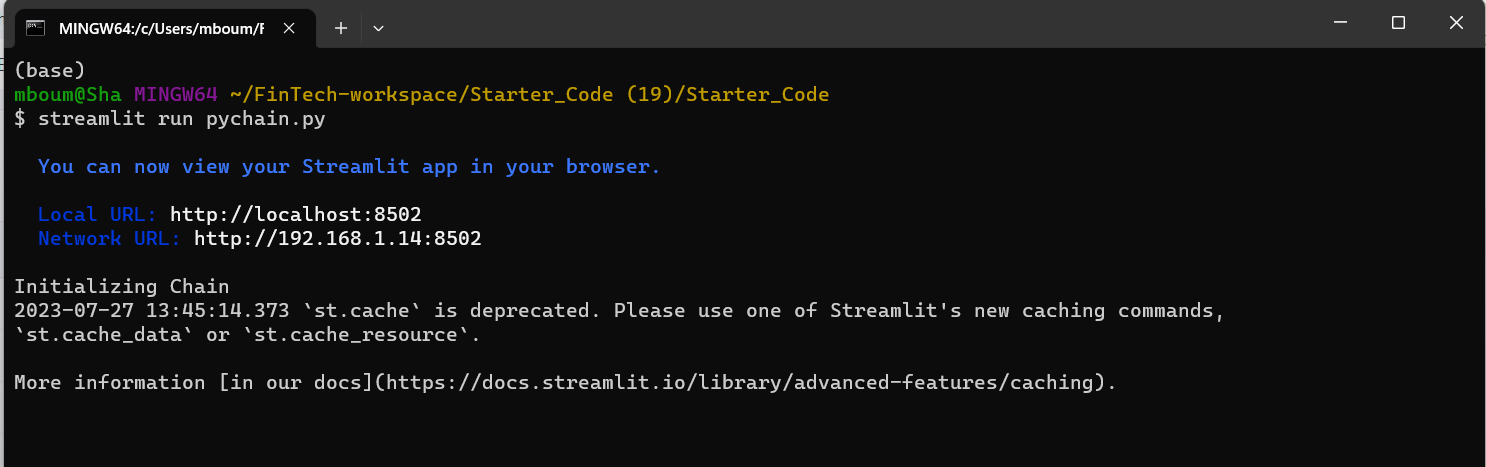 MINGW64:/c/Users/mboum/F
(base)
mboum@Sha MINGW64 ~/FinTech-workspace/Starter_Code (19)/Starter_Code
$ streamlit run pychain.py
You can now view your Streamlit app in your browser.
Local URL: http://localhost:8502
Network URL: http://192.168.1.14:8502
Initializing Chain
2023-07-27 13:45:14.373 `st.cache` is deprecated. Please use one of Streamlit's new caching commands,
`st.cache_data` or `st.cache_resource`.
More information [in our docs](https://docs.streamlit.io/library/advanced-features/caching).